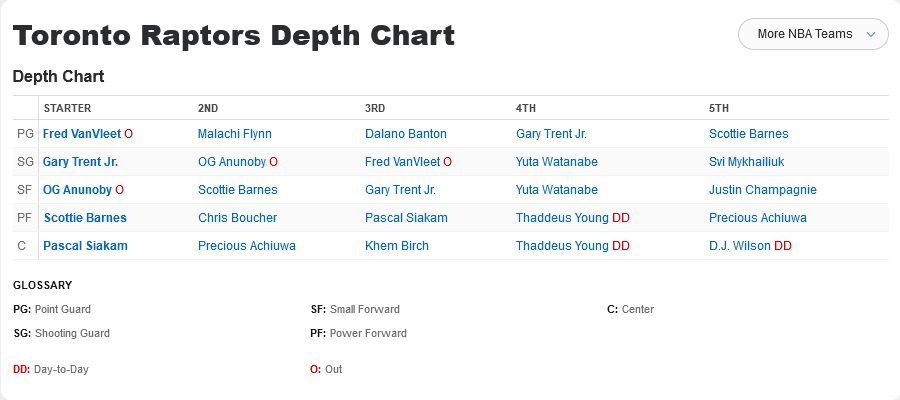 Toronto Raptors Depth Chart
More NBA Teams
Depth Chart
STARTER 2ND 3RD 4TH 5TH
PG Fred VanVleet O Malachi Flynn Dalano Banton Gary Trent Jr. Scottie Barnes
SG Gary Trent Jr. OG Anunoby O Fred VanVleet O Yuta Watanabe Svi Mykhailiuk
SF OG Anunoby O Scottie Barnes Gary Trent Jr. Yuta Watanabe Justin Champagnie
PF Scottie Barnes Chris Boucher Pascal Siakam Thaddeus Young DD Precious Achiuwa
C Pascal Siakam Precious Achiuwa Khem Birch Thaddeus Young DD D.J. Wilson DD
GLOSSARY
PG: Point Guard SF: Small Forward C: Center
SG: Shooting Guard PF: Power Forward
DD: Day-to-Day O: Out